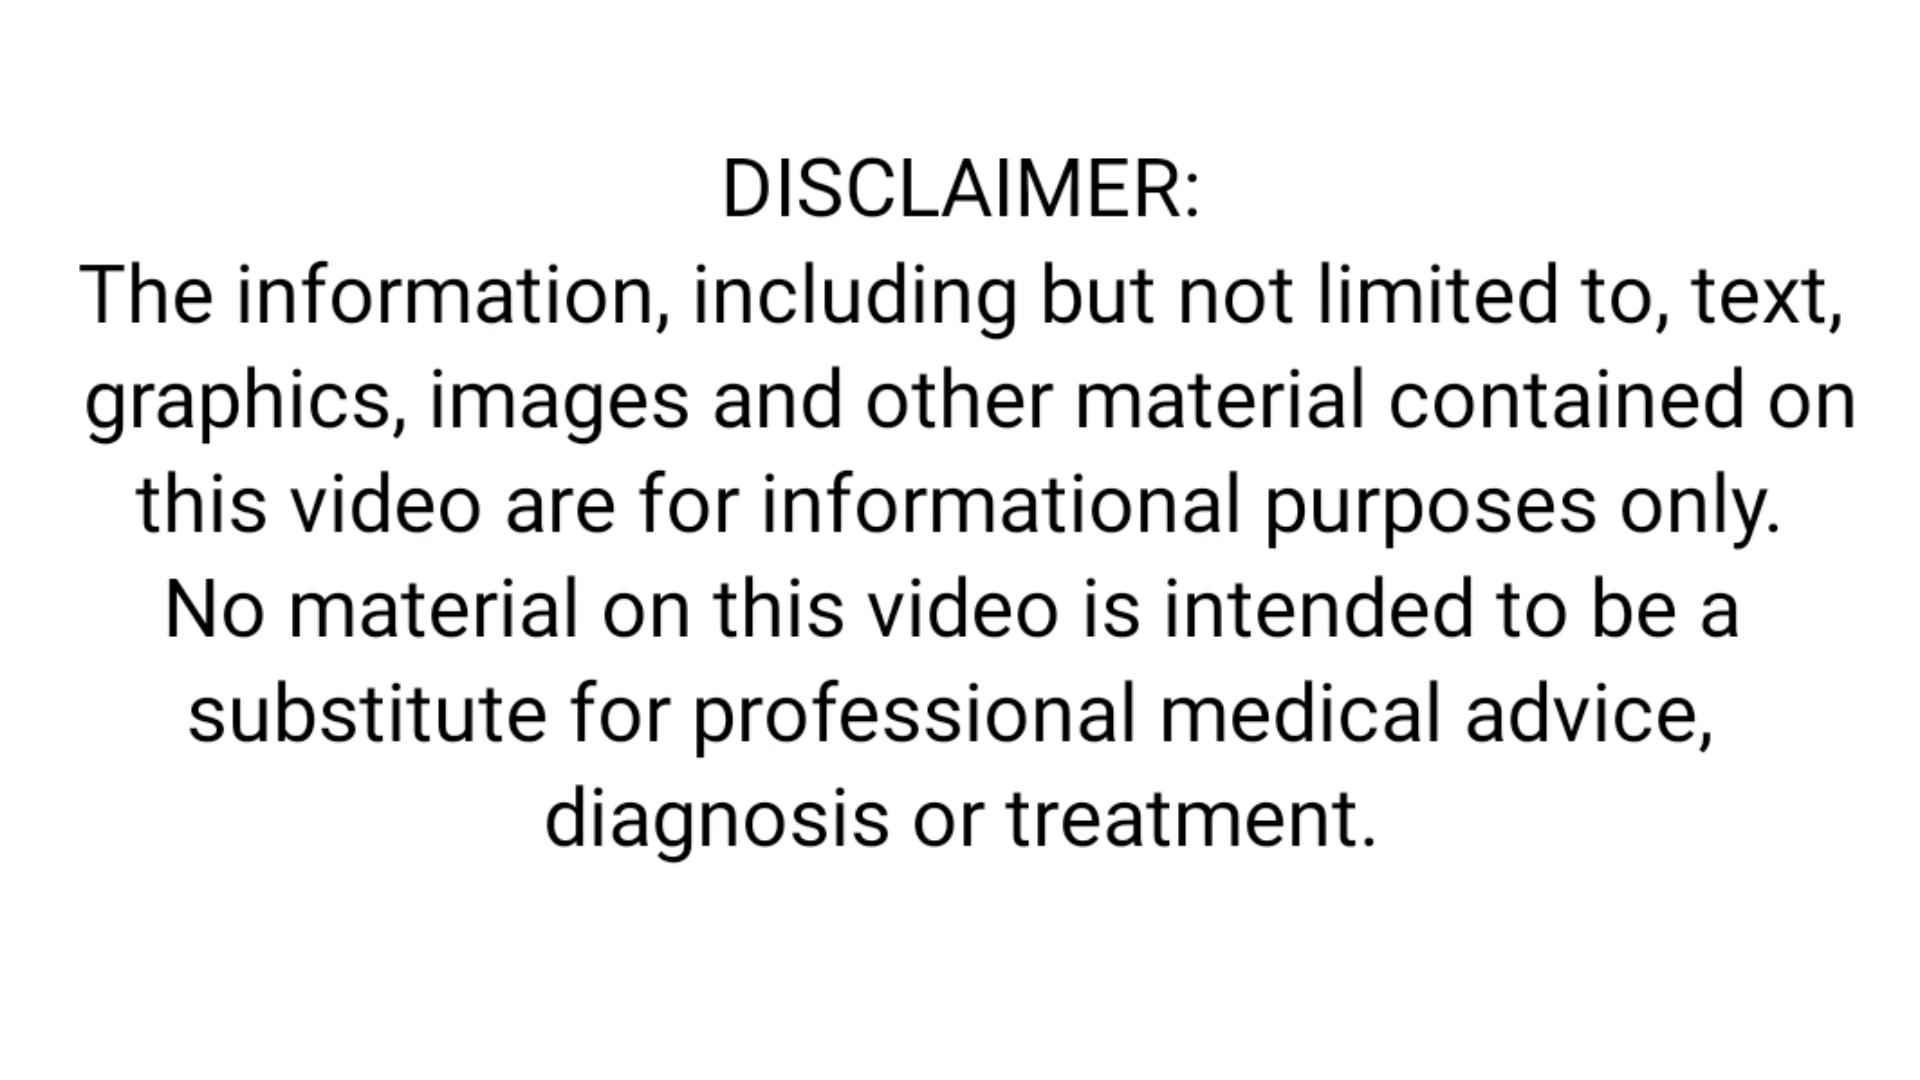 DISCLAIMER:
The information, including but not limited to, text,
graphics, images and other material contained on
this video are for informational purposes only.
No material on this video is intended to be a
substitute for professional medical advice,
diagnosis or treatment.